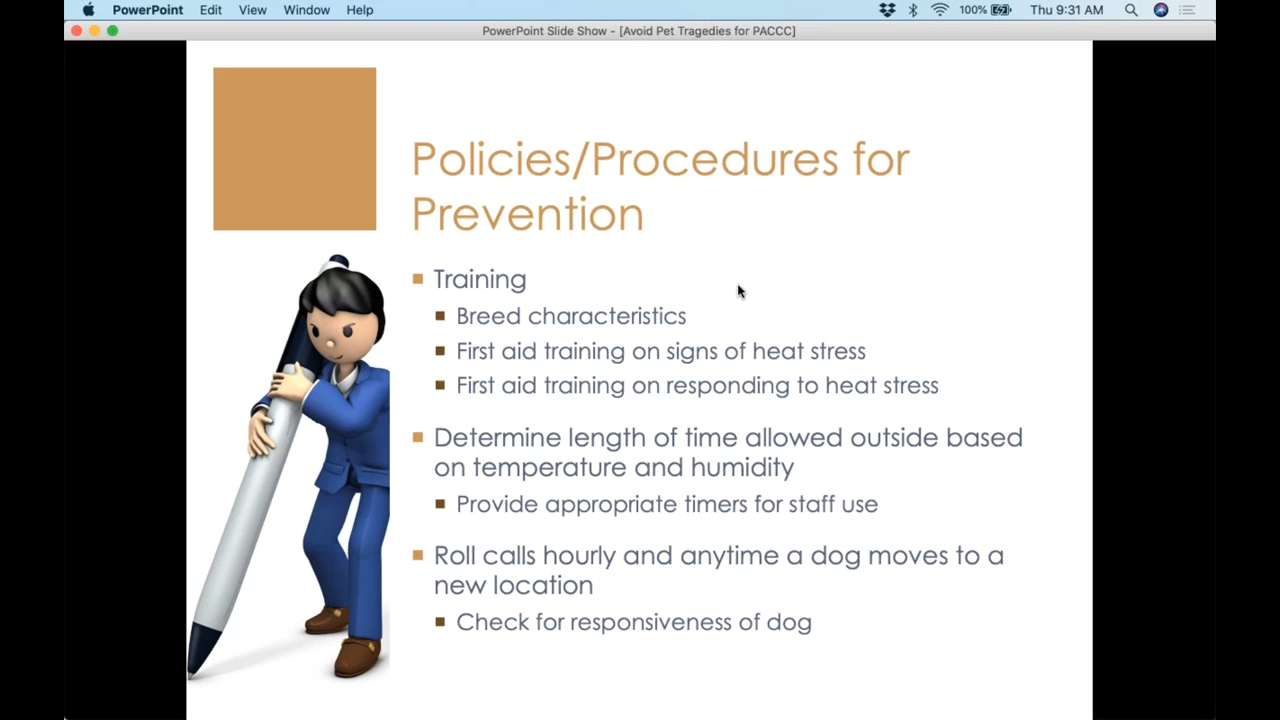 PowerPoint Edit View Window Help 100% Thu 9:31 AM
PowerPoint Slide Show - [Avoid Pet Tragedies for PACCC]
Policies/Procedures for
Prevention
Training
Breed characteristics
First aid training on signs of heat stress
First aid training on responding to heat stress
Determine length of time allowed outside based
on temperature and humidity
Provide appropriate timers for staff use
Roll calls hourly and anytime a dog moves to a
new location
Check for responsiveness of dog